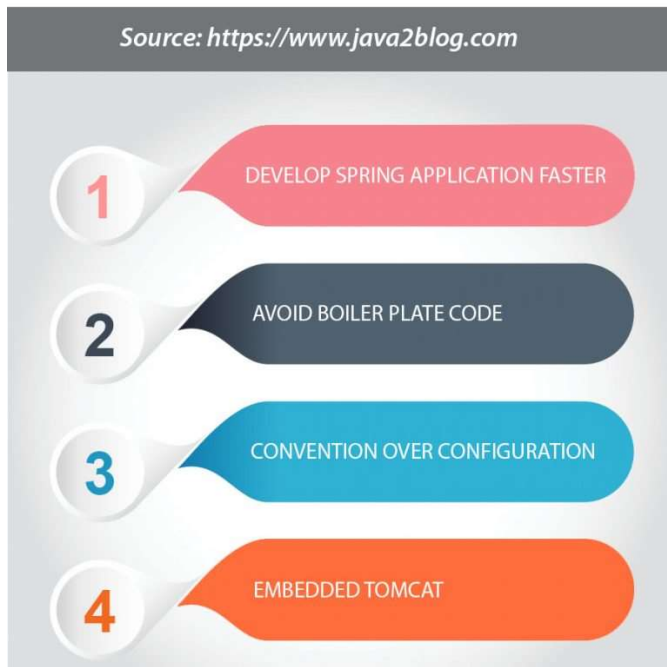 Source: https://www.java2blog.com
1
DEVELOP SPRING APPLICATION FASTER
2
AVOID BOILER PLATE CODE
3
CONVENTION OVER CONFIGURATION
4
EMBEDDED TOMCAT